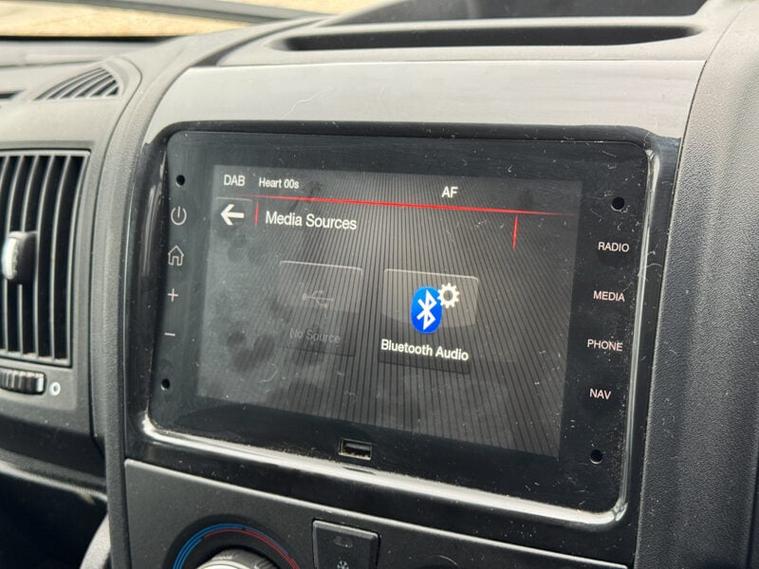 DAB Heart 00s AF
Media Sources
No Source
Bluetooth Audio
RADIO
MEDIA
PHONE
NAV